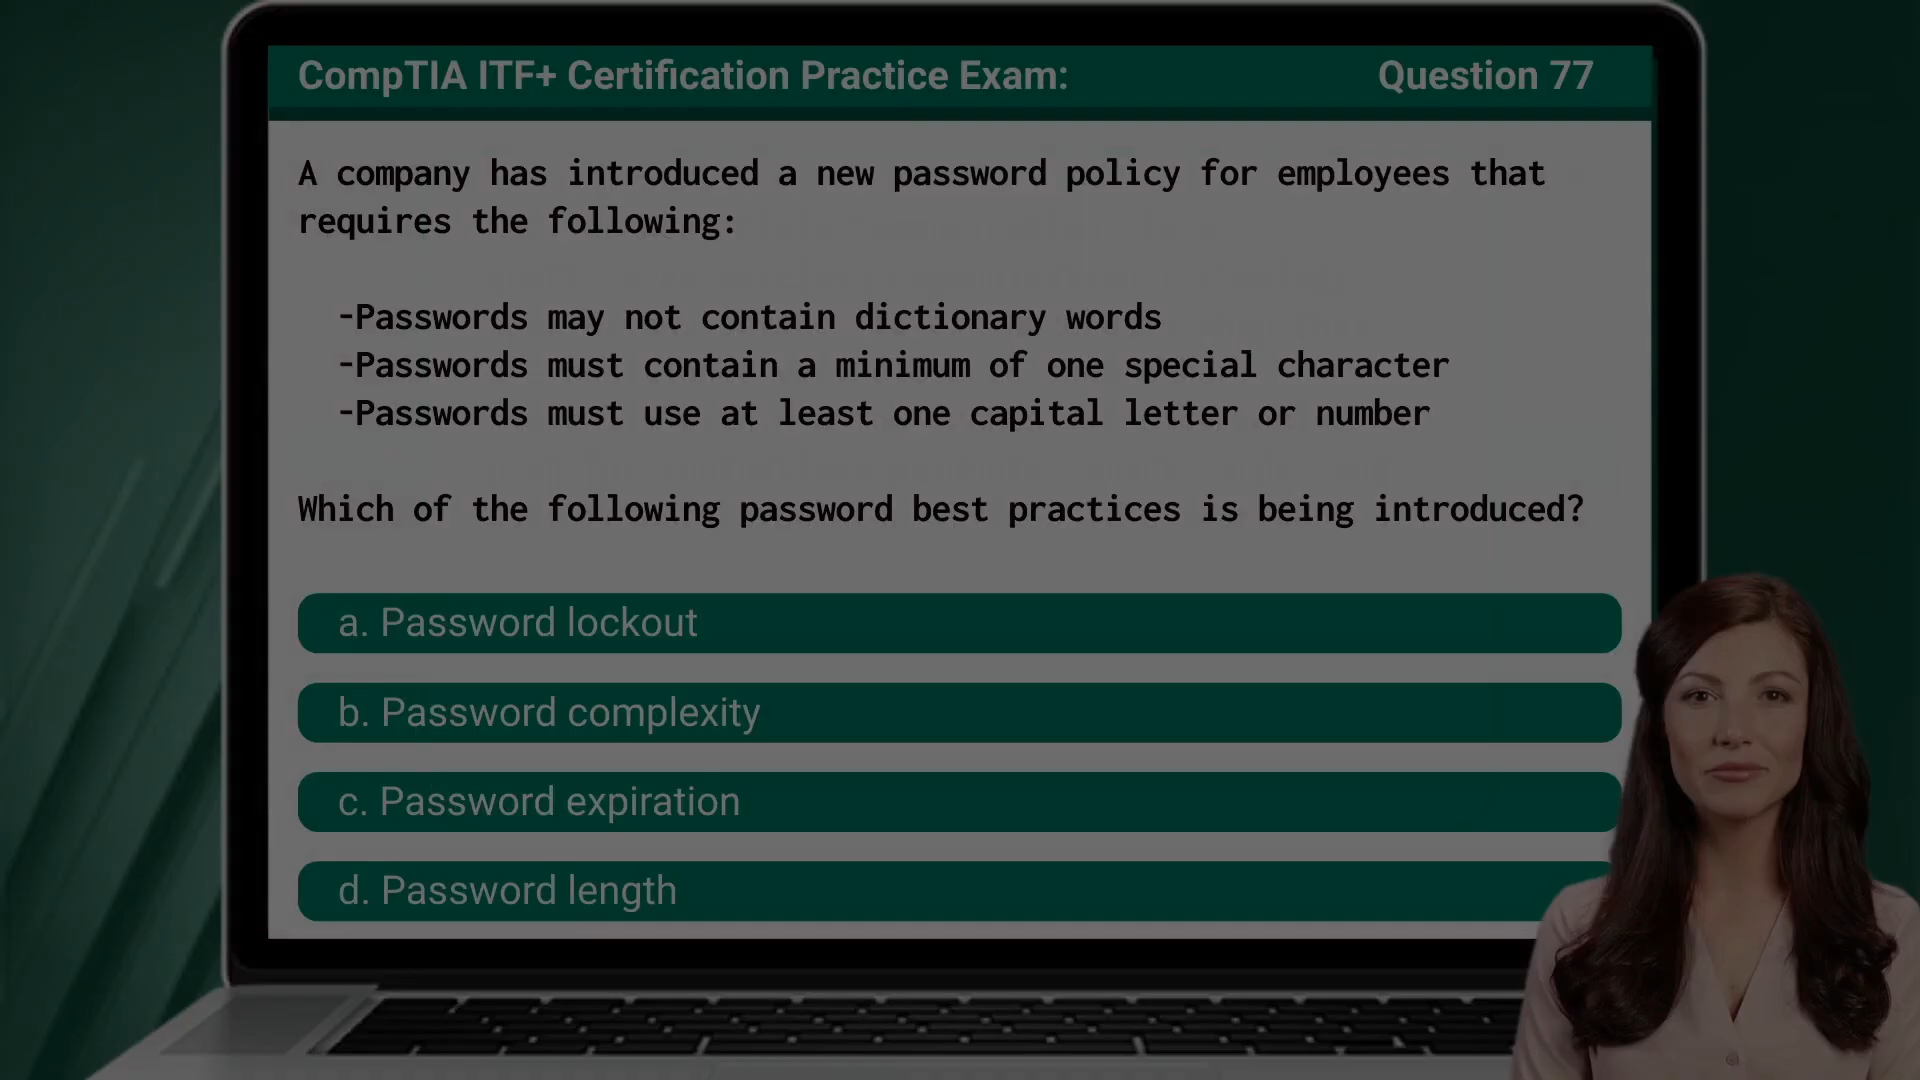 CompTIA ITF+ Certification Practice Exam:
Question 77
A company has introduced a new password policy for employees that
requires the following:
-Passwords may not contain dictionary words
-Passwords must contain a minimum of one special character
-Passwords must use at least one capital letter or number
Which of the following password best practices is being introduced?
a. Password lockout
b. Password complexity
c. Password expiration
d. Password length